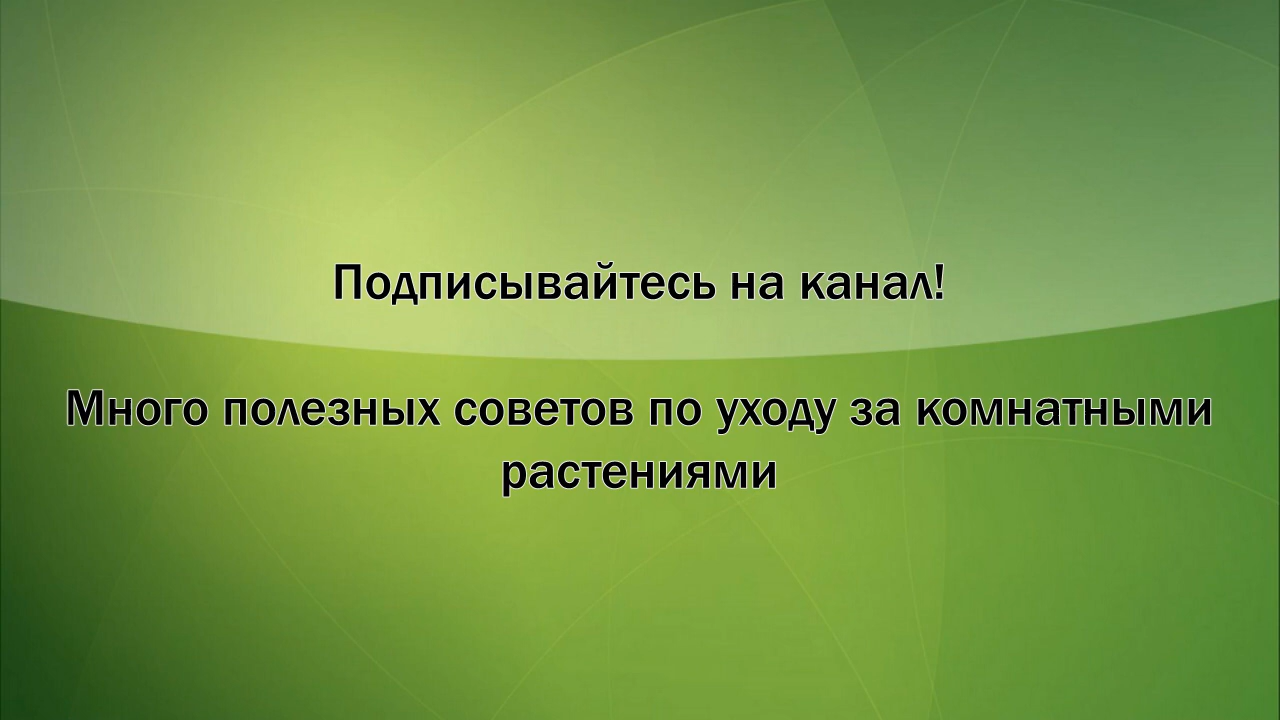 Подписывайтесь на канал!
Много полезных советов по уходу за комнатными
растениями